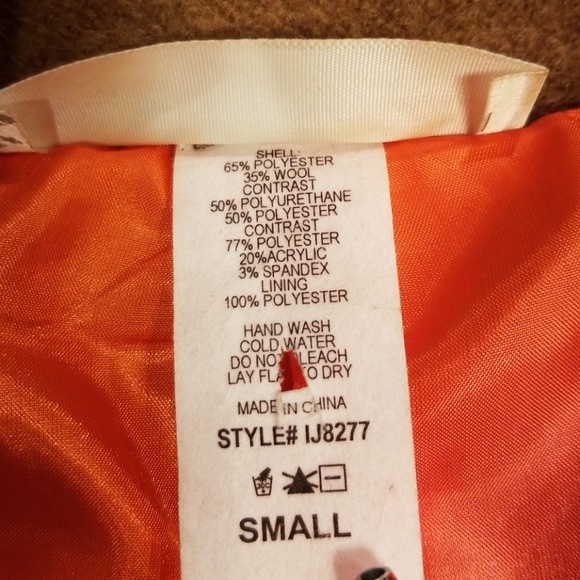 SHELL:
65% POLYESTER
35% WOOL
CONTRAST
50% POLYURETHANE
50% POLYESTER
CONTRAST
77% POLYESTER
20%ACRYLIC
3% SPANDEX
LINING
100% POLYESTER
HAND WASH
COLD WATER
DO NOT BLEACH
LAY FLAT TO DRY
MADE IN CHINA
STYLE# IJ8277
SMALL